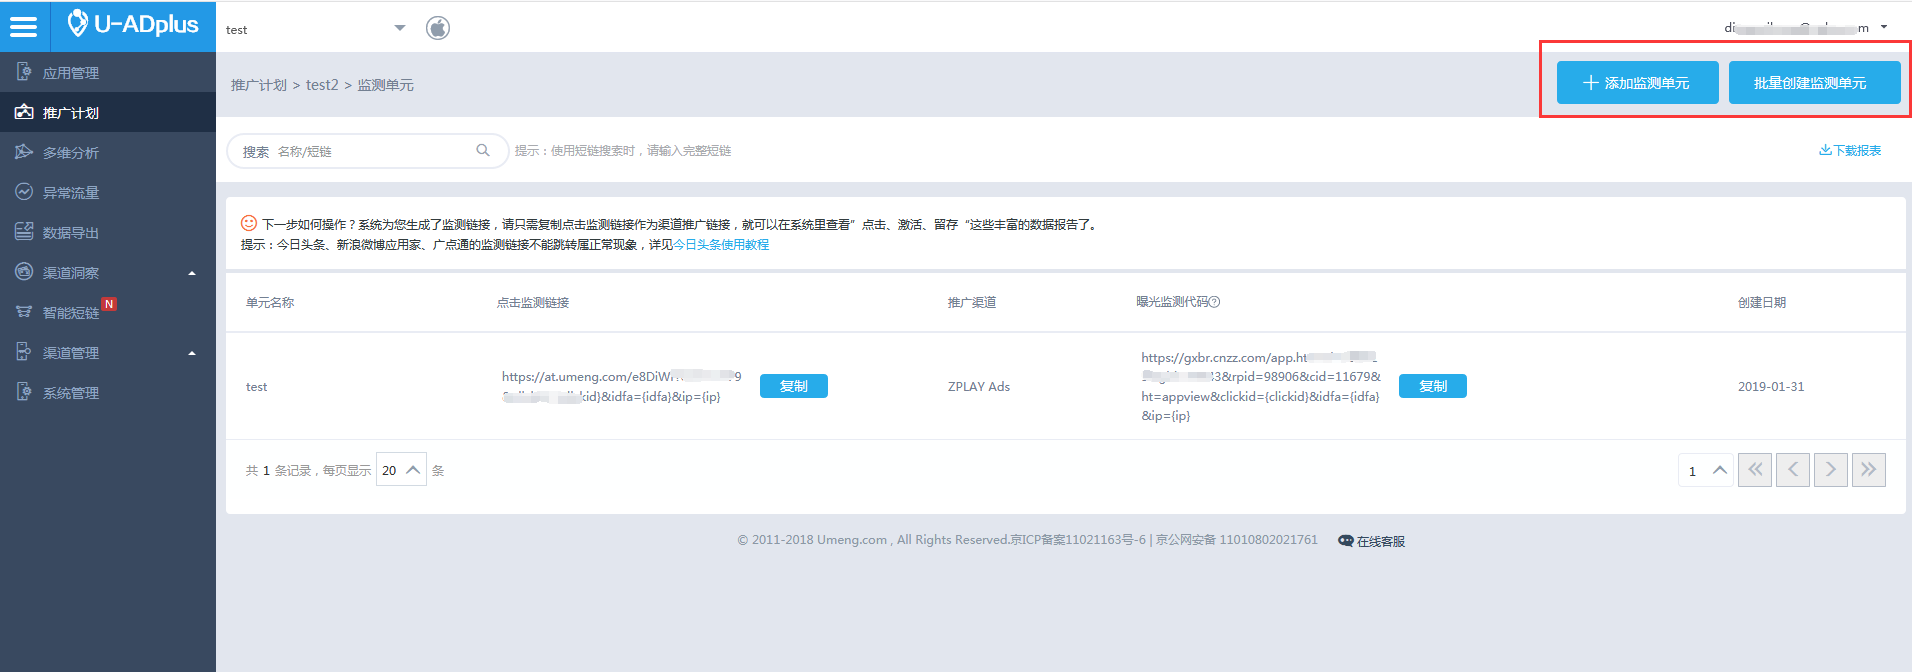 U-ADplus
test
应用管理
推广计划
多维分析
异常流量
数据导出
渠道洞察
智能短链 N
渠道管理
系统管理
推广计划 > test2 > 监测单元
添加监测单元
批量创建监测单元
搜索 名称/短链
提示：使用短链搜索时，请输入完整短链
下载报表
下一步如何操作？系统为您生成了监测链接，请只需复制点击监测链接作为渠道推广链接，就可以在系统里查看”点击、激活、留存“这些丰富的数据报告了。
提示：今日头条、新浪微博应用家、广点通的监测链接不能跳转属正常现象，详见今日头条使用教程
单元名称 点击监测链接 推广渠道 曝光监测代码? 创建日期
test
https://at.umeng.com/e8DiW 9
kid}&idfa={idfa}&ip={ip}
复制
ZPLAY Ads
https://gxbr.cnzz.com/app.ht
3&rpid=98906&cid=11679&
ht=appview&clickid={clickid}&idfa={idfa}
&ip={ip}
复制
2019-01-31
共 1 条记录，每页显示 20 条
1
© 2011-2018 Umeng.com , All Rights Reserved.京ICP备案11021163号-6 | 京公网安备 11010802021761
在线客服